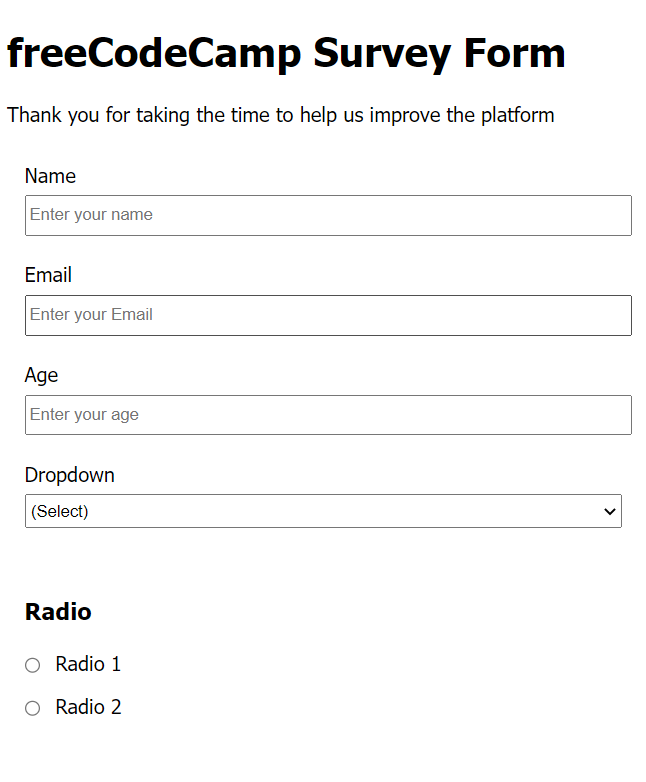 freeCodeCamp Survey Form
Thank you for taking the time to help us improve the platform
Name
Enter your name
Email
Enter your Email
Age
Enter your age
Dropdown
(Select)
Radio
Radio 1
Radio 2